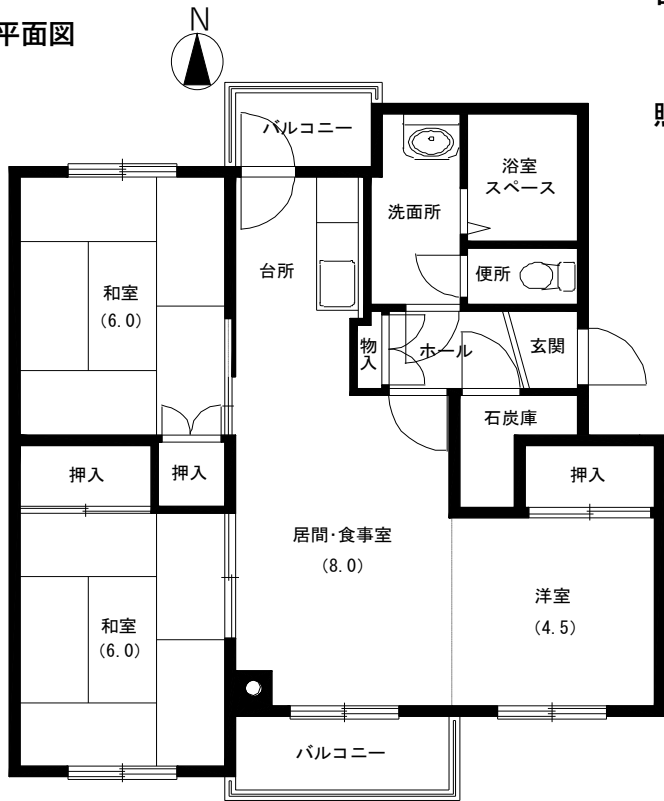 平面図
N
バルコニー
浴室
スペース
洗面所
台所
便所
和室
(6.0)
物入
ホール
玄関
石炭庫
押入
押入
押入
居間･食事室
(8.0)
洋室
(4.5)
和室
(6.0)
バルコニー